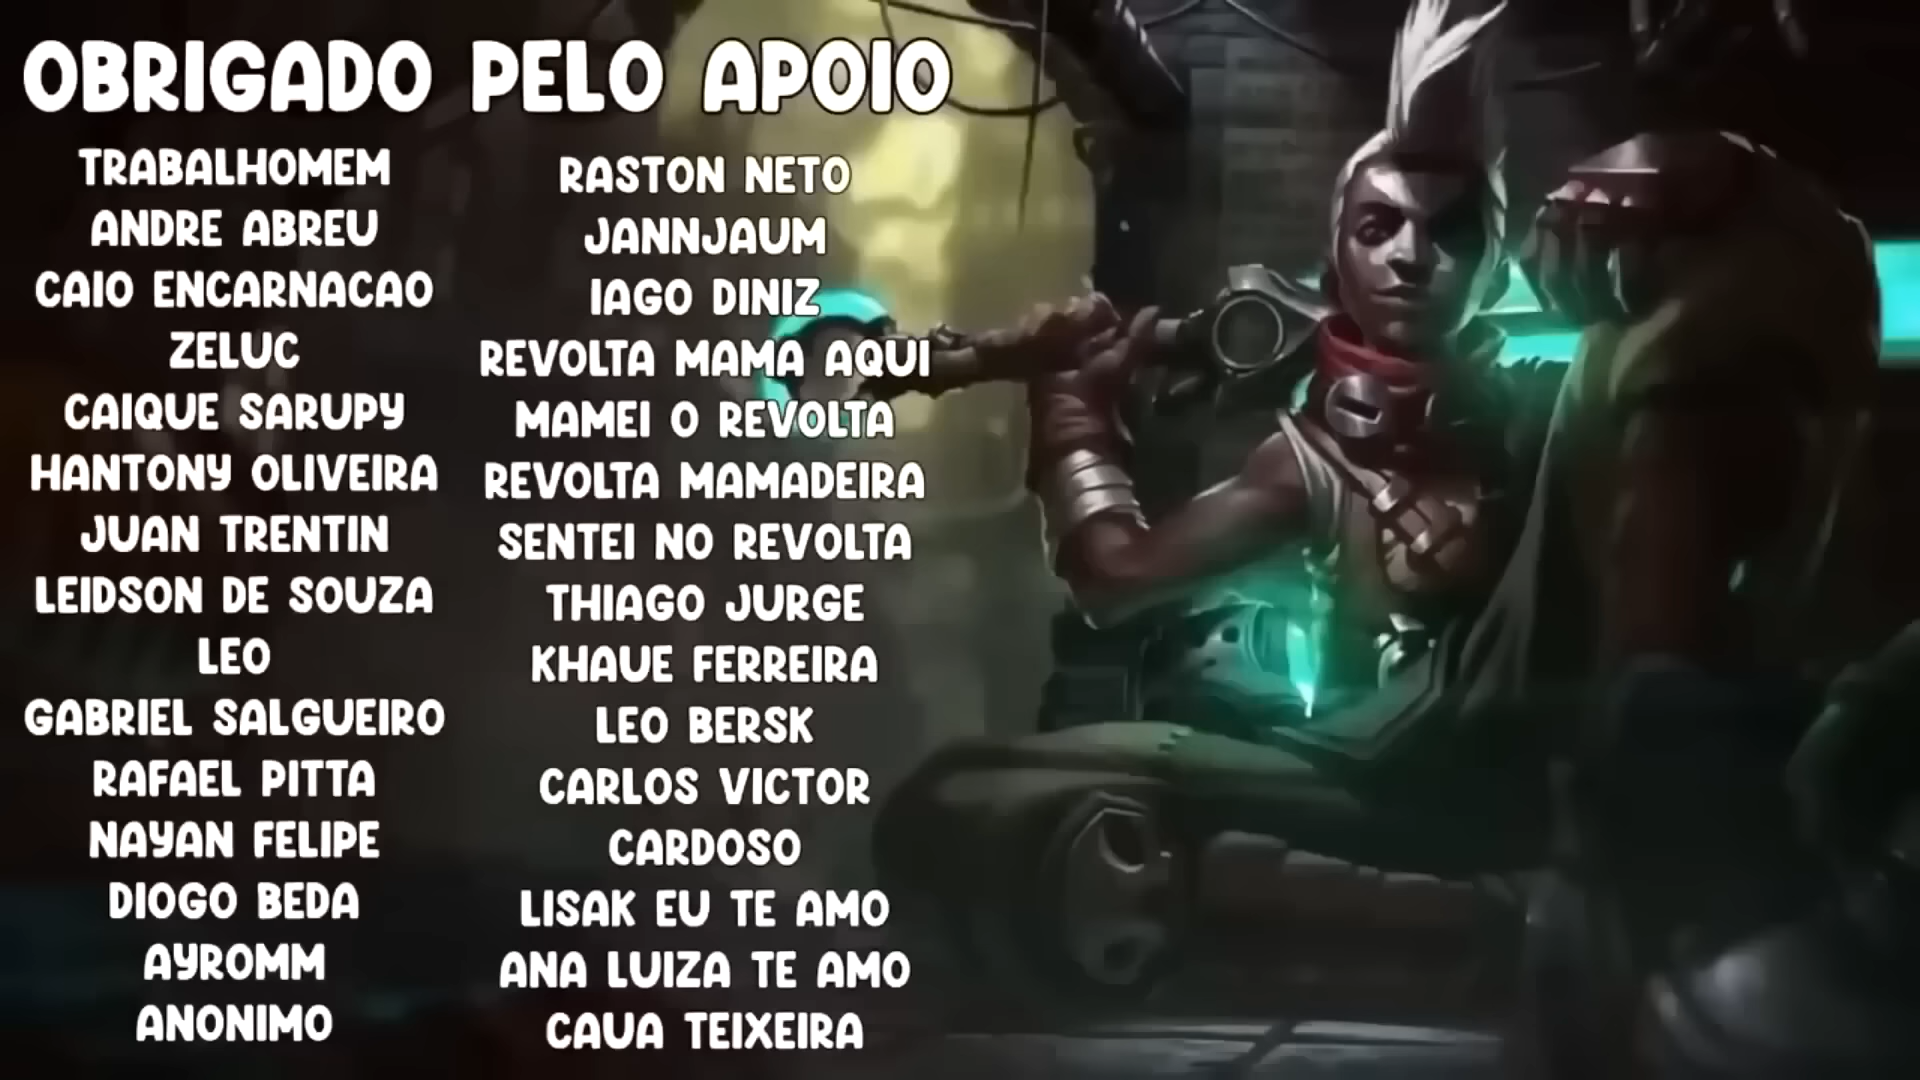 OBRIGADO PELO APOIO
TRABALHOMEM
ANDRE ABREU
CAIO ENCARNACAO
ZELUC
CAIQUE SARUPY
HANTONY OLIVEIRA
JUAN TRENTIN
LEIDSON DE SOUZA
LEO
GABRIEL SALGUEIRO
RAFAEL PITTA
NAYAN FELIPE
DIOGO BEDA
AYROMM
ANONIMO
RASTON NETO
JANNJAUM
IAGO DINIZ
REVOLTA MAMA AQUI
MAMEI O REVOLTA
REVOLTA MAMADEIRA
SENTEI NO REVOLTA
THIAGO JURGE
KHAUE FERREIRA
LEO BERSK
CARLOS VICTOR
CARDOSO
LISAK EU TE AMO
ANA LUIZA TE AMO
CAUA TEIXEIRA